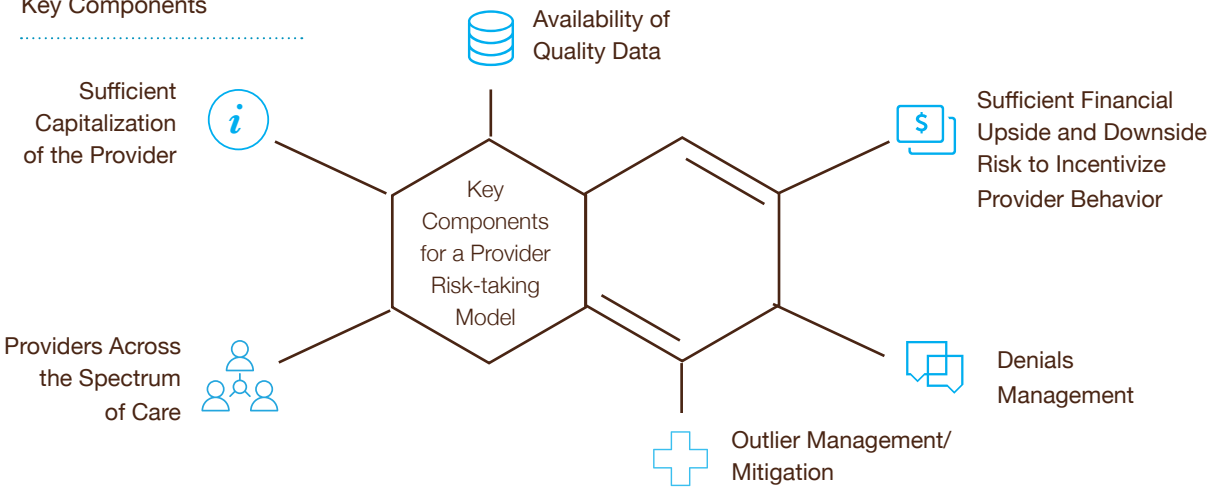 Key Components
Availability of
Quality Data
Sufficient
Capitalization
of the Provider
i
$
Sufficient Financial
Upside and Downside
Risk to Incentivize
Provider Behavior
Key
Components
for a Provider
Risk-taking
Model
Providers Across
the Spectrum
of Care
Denials
Management
Outlier Management/
Mitigation